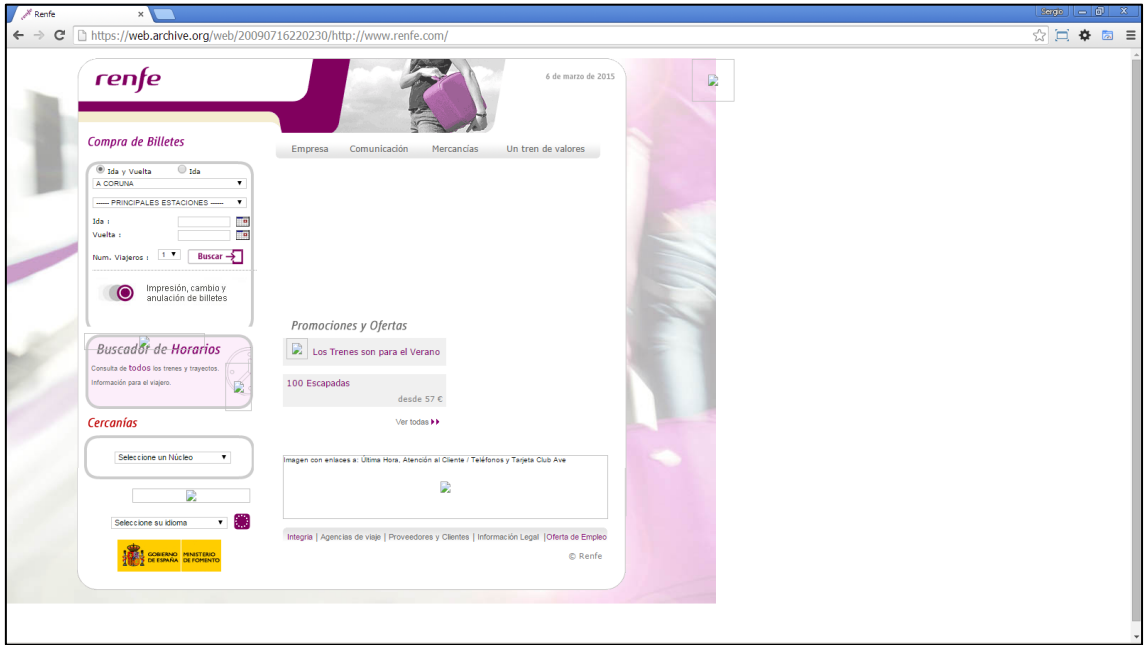 Renfe
Sergio
https://web.archive.org/web/20090716220230/http://www.renfe.com/
renfe
6 de marzo de 2015
Compra de Billetes
Empresa Comunicación Mercancías Un tren de valores
Ida y Vuelta Ida
A CORUNA
------ PRINCIPALES ESTACIONES ------
Ida :
Vuelta :
Num. Viajeros : 1 Buscar
Impresión, cambio y
anulación de billetes
Promociones y Ofertas
Buscador de Horarios
Los Trenes son para el Verano
Consulta de todos los trenes y trayectos.
Información para el viajero.
100 Escapadas
desde 57 €
Cercanías
Ver todas
Seleccione un Núcleo
Imagen con enlaces a: Última Hora, Atención al Cliente / Teléfonos y Tarjeta Club Ave
Seleccione su idioma
Integria | Agencias de viaje | Proveedores y Clientes | Información Legal |Oferta de Empleo
GOBIERNO DE ESPAÑA MINISTERIO DE FOMENTO
© Renfe